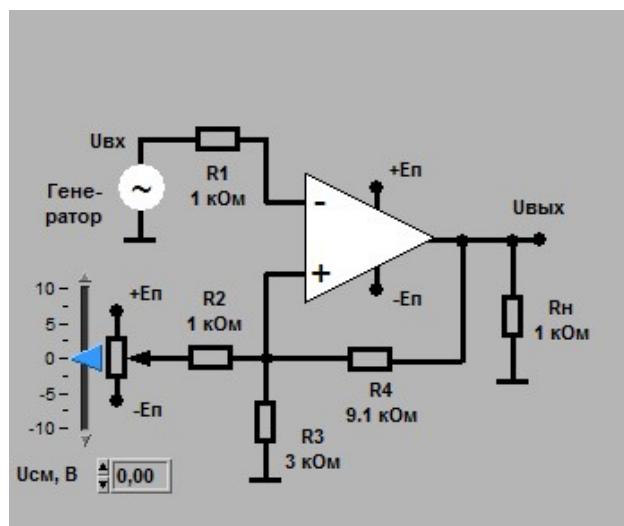 Uвх
R1
1 кОм
Гене-
ратор
~
-
+Еп
Uвых
+
-Еп
Rн
1 кОм
10
5
0
-5
-10
+Еп
-Еп
R2
1 кОм
R4
9.1 кОм
R3
3 кОм
Uсм, В
0,00